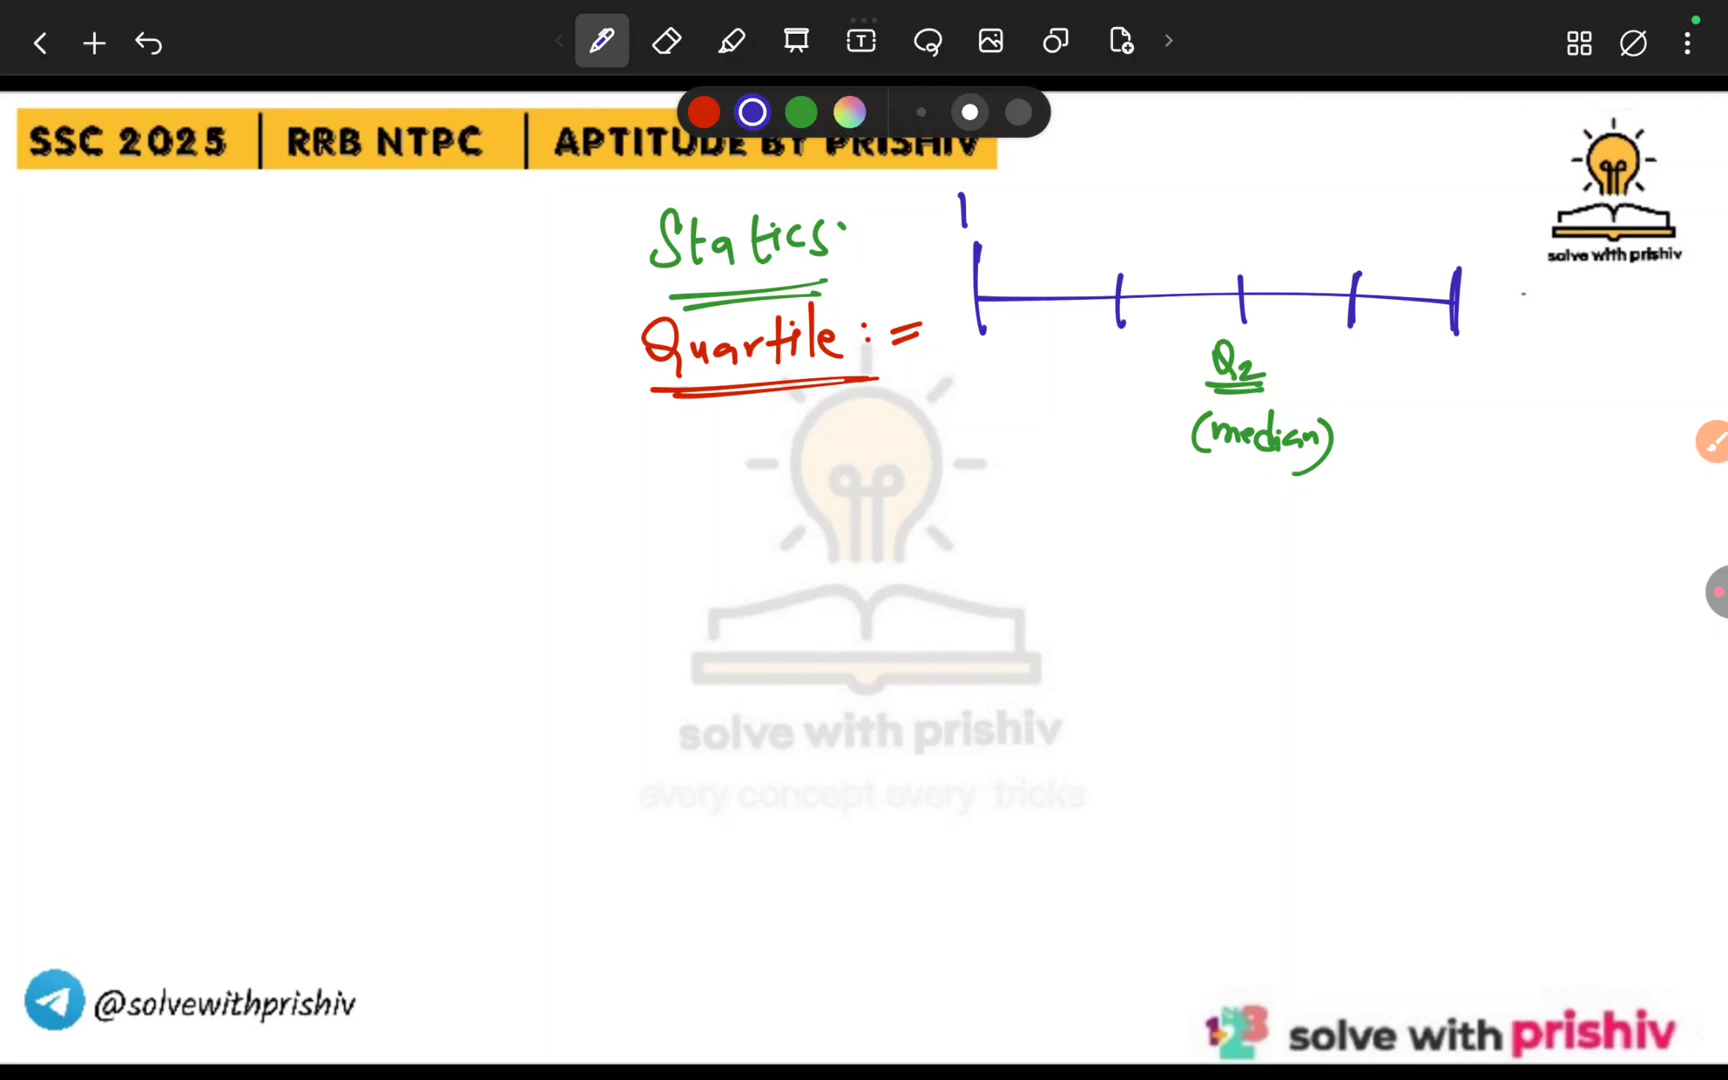 SSC 2025 | RRB NTPC | APTITUDE BY PRISHIV
Statics
Quartile : =
Q2
(median)
solve with prishiv
solve with prishiv
every concept every tricks
@solvewithprishiv
solve with prishiv